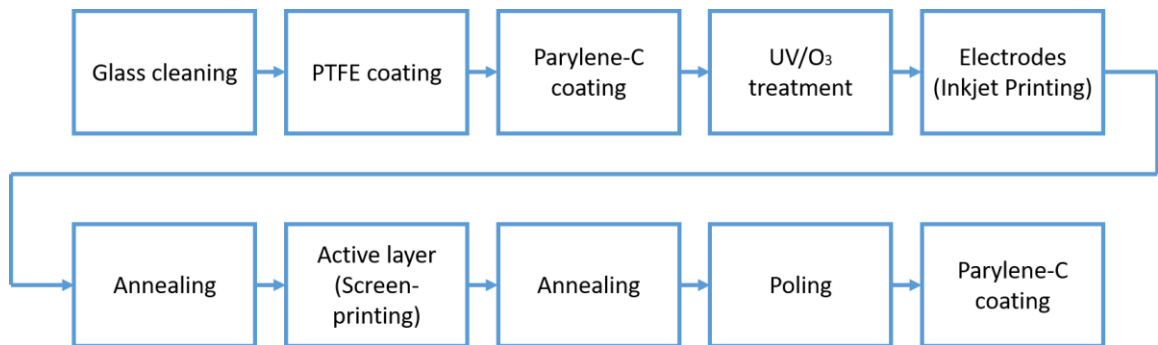 Glass cleaning
PTFE coating
Parylene-C
coating
UV/O₃
treatment
Electrodes
(Inkjet Printing)
Annealing
Active layer
(Screen-
printing)
Annealing
Poling
Parylene-C
coating